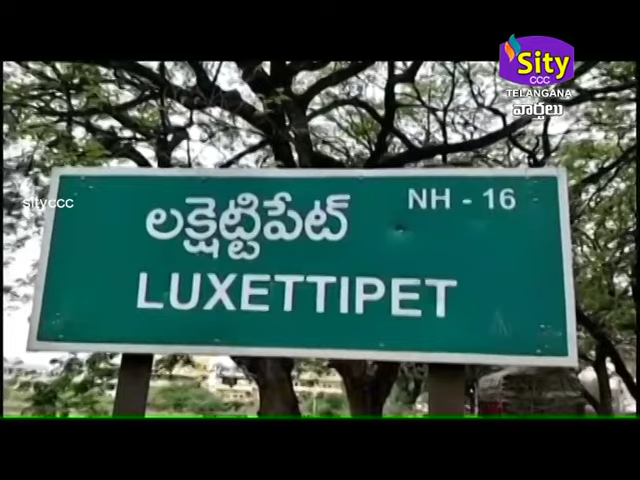 Sity
CCC
TELANGANA
వార్తలు
sityccc
లక్షెట్టిపేట్
NH - 16
LUXETTIPET